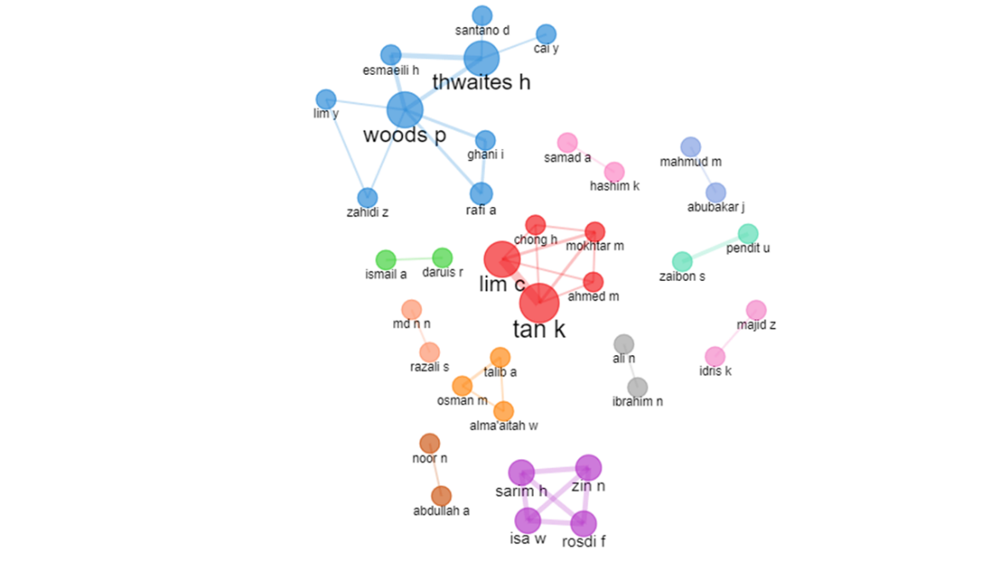 santano d
cai y
esmaeili h
thwaites h
lim y
woods p
ghani i
samad a
mahmud m
hashim k
zahidi z
rafi a
abubakar j
chong h
mokhtar m
pendit u
ismail a
daruis r
zaibon s
lim c
ahmed m
md n n
tan k
majid z
razali s
talib a
ali n
idris k
osman m
ibrahim n
alma'aitah w
noor n
sarim h
zin n
abdullah a
isa w
rosdi f